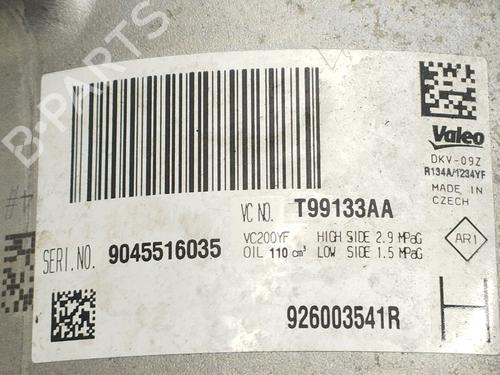 Valeo
DKV-09Z
R134A/1234YF
MADE IN
CZECH
VC NO. T99133AA
SERI.NO. 9045516035
VC200YF HIGH SIDE 2.9 MPaG
OIL 110 cm³ LOW SIDE 1.5 MPaG
AR1
H
926003541R
#4
B-PARTS